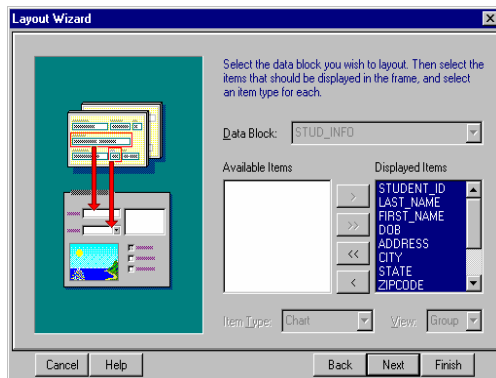 Layout Wizard
Select the data block you wish to layout. Then select the
items that should be displayed in the frame, and select
an item type for each.
Data Block: STUD_INFO
Available Items Displayed Items
STUDENT_ID
LAST_NAME
> FIRST_NAME
>> DOB
ADDRESS
<< CITY
STATE
< ZIPCODE
Item Type: Chart View: Group
Cancel Help Back Next Finish